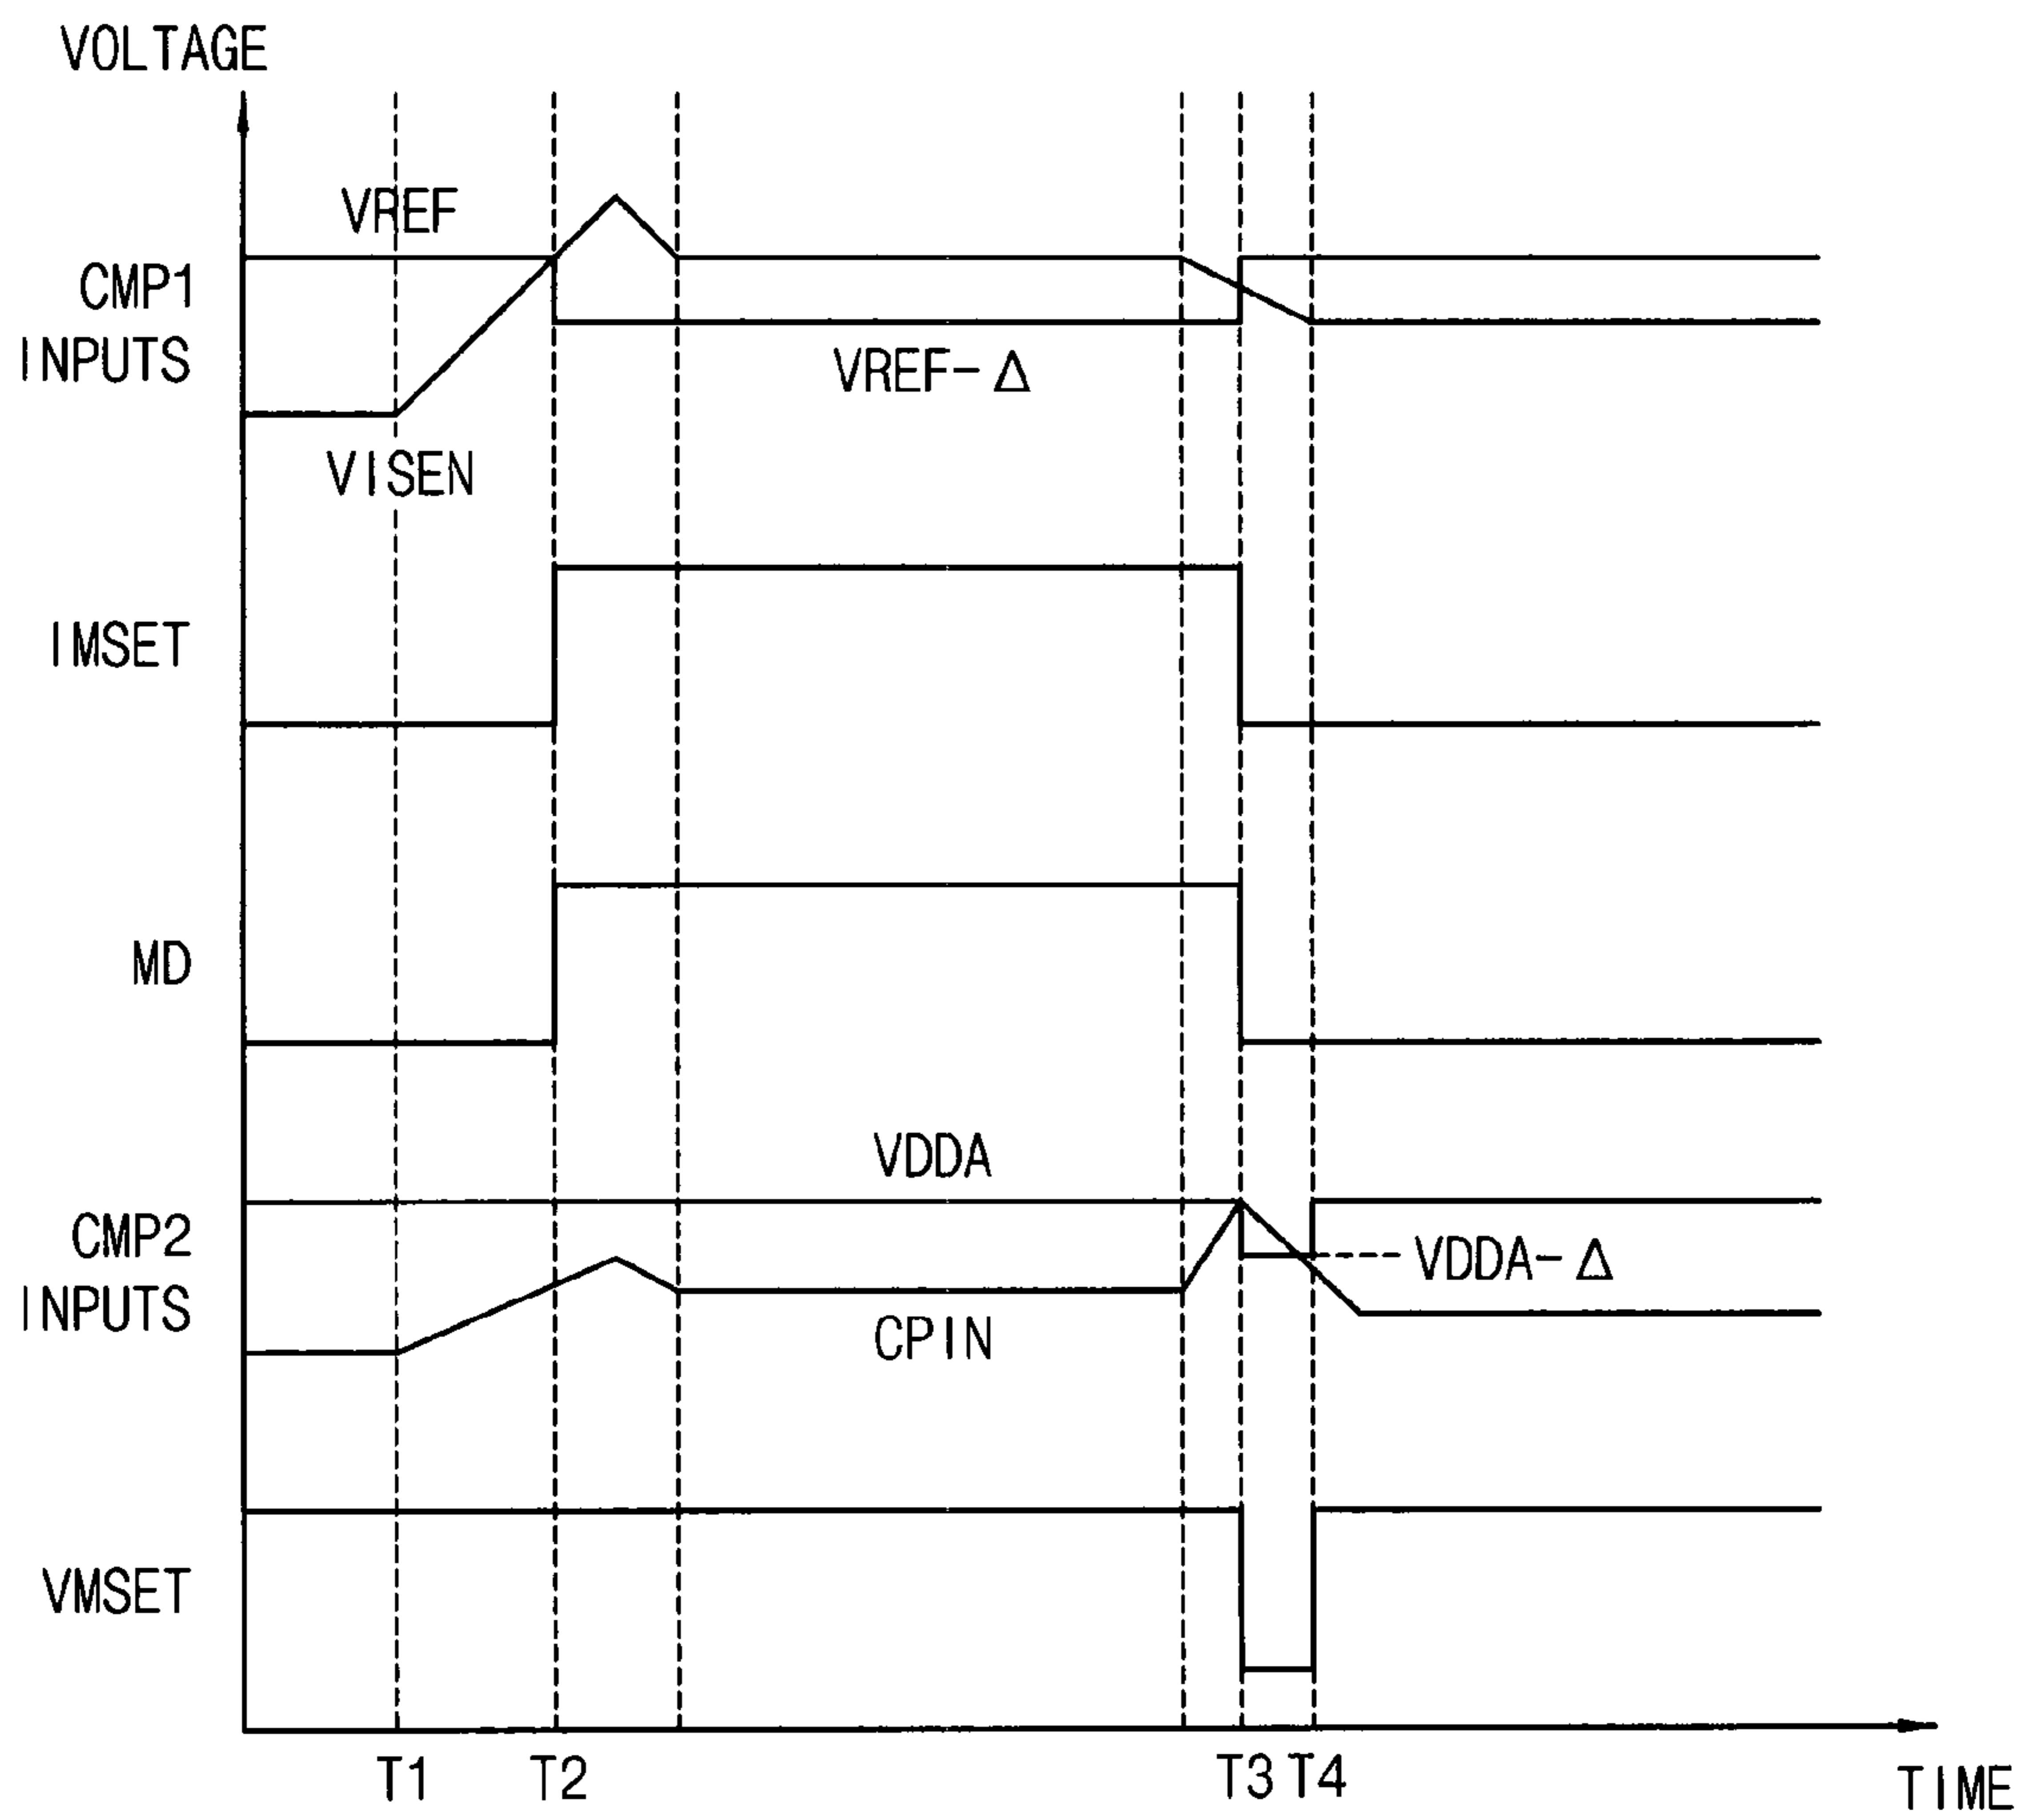 VOLTAGE
VREF
CMP1
INPUTS
VREF-Δ
VISEN
IMSET
MD
VDDA
CMP2
INPUTS
VDDA-Δ
CPIN
VMSET
T1
T2
T3
T4
TIME